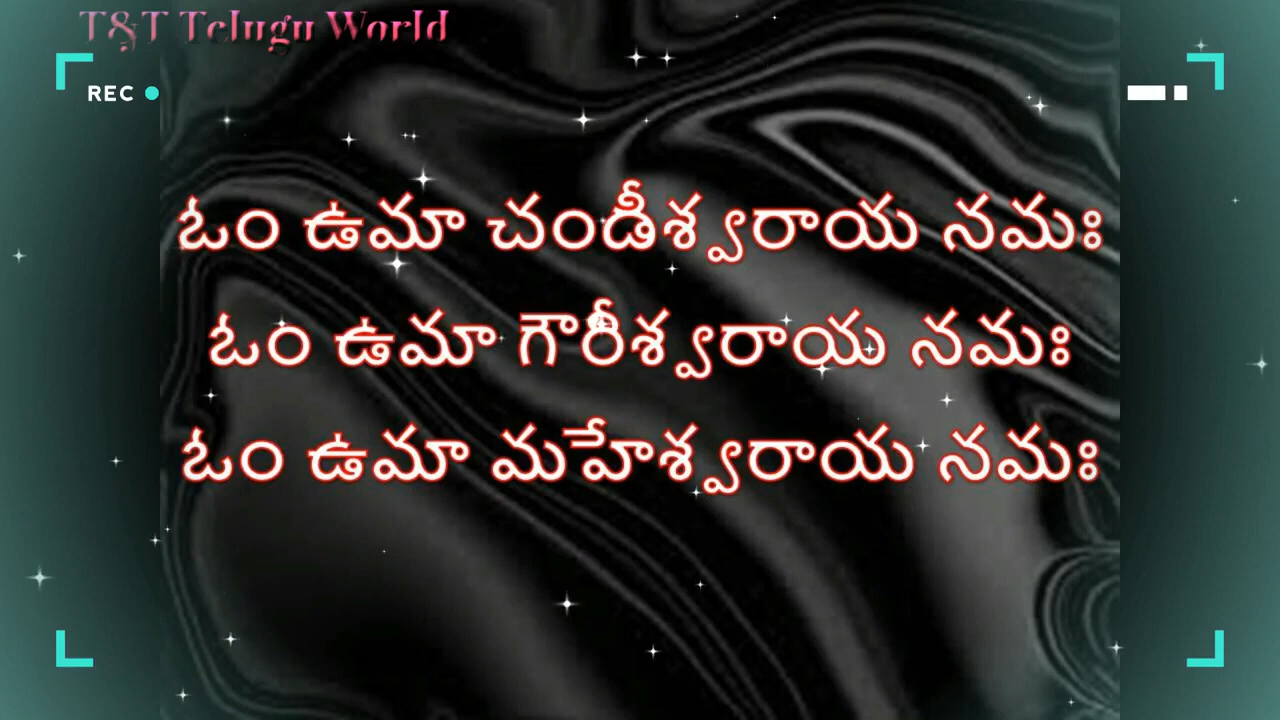 T&T Telugu World
REC
ఓం ఉమా చండీశ్వరాయ నమః
ఓం ఉమా గౌరీశ్వరాయ నమః
ఓం ఉమా మహేశ్వరాయ నమః